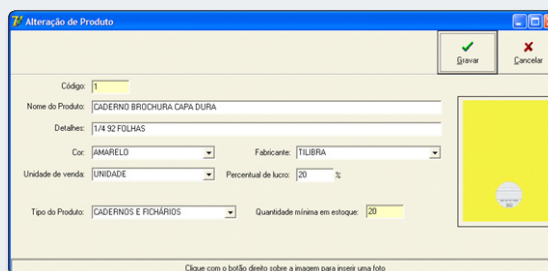 Alteração de Produto
Gravar Cancelar
Código: 1
Nome do Produto: CADERNO BROCHURA CAPA DURA
Detalhes: 1/4 92 FOLHAS
Cor: AMARELO Fabricante: TILIBRA
Unidade de venda: UNIDADE Percentual de lucro: 20 %
Tipo do Produto: CADERNOS E FICHÁRIOS Quantidade mínima em estoque: 20
Clique com o botão direito sobre a imagem para inserir uma foto